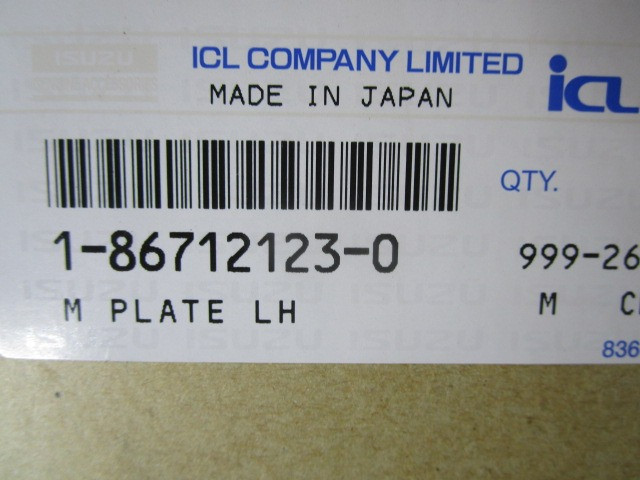 ISUZU
ICL COMPANY LIMITED
icl
MADE IN JAPAN
QTY.
1-86712123-0
999-26
M PLATE LH
M C
836